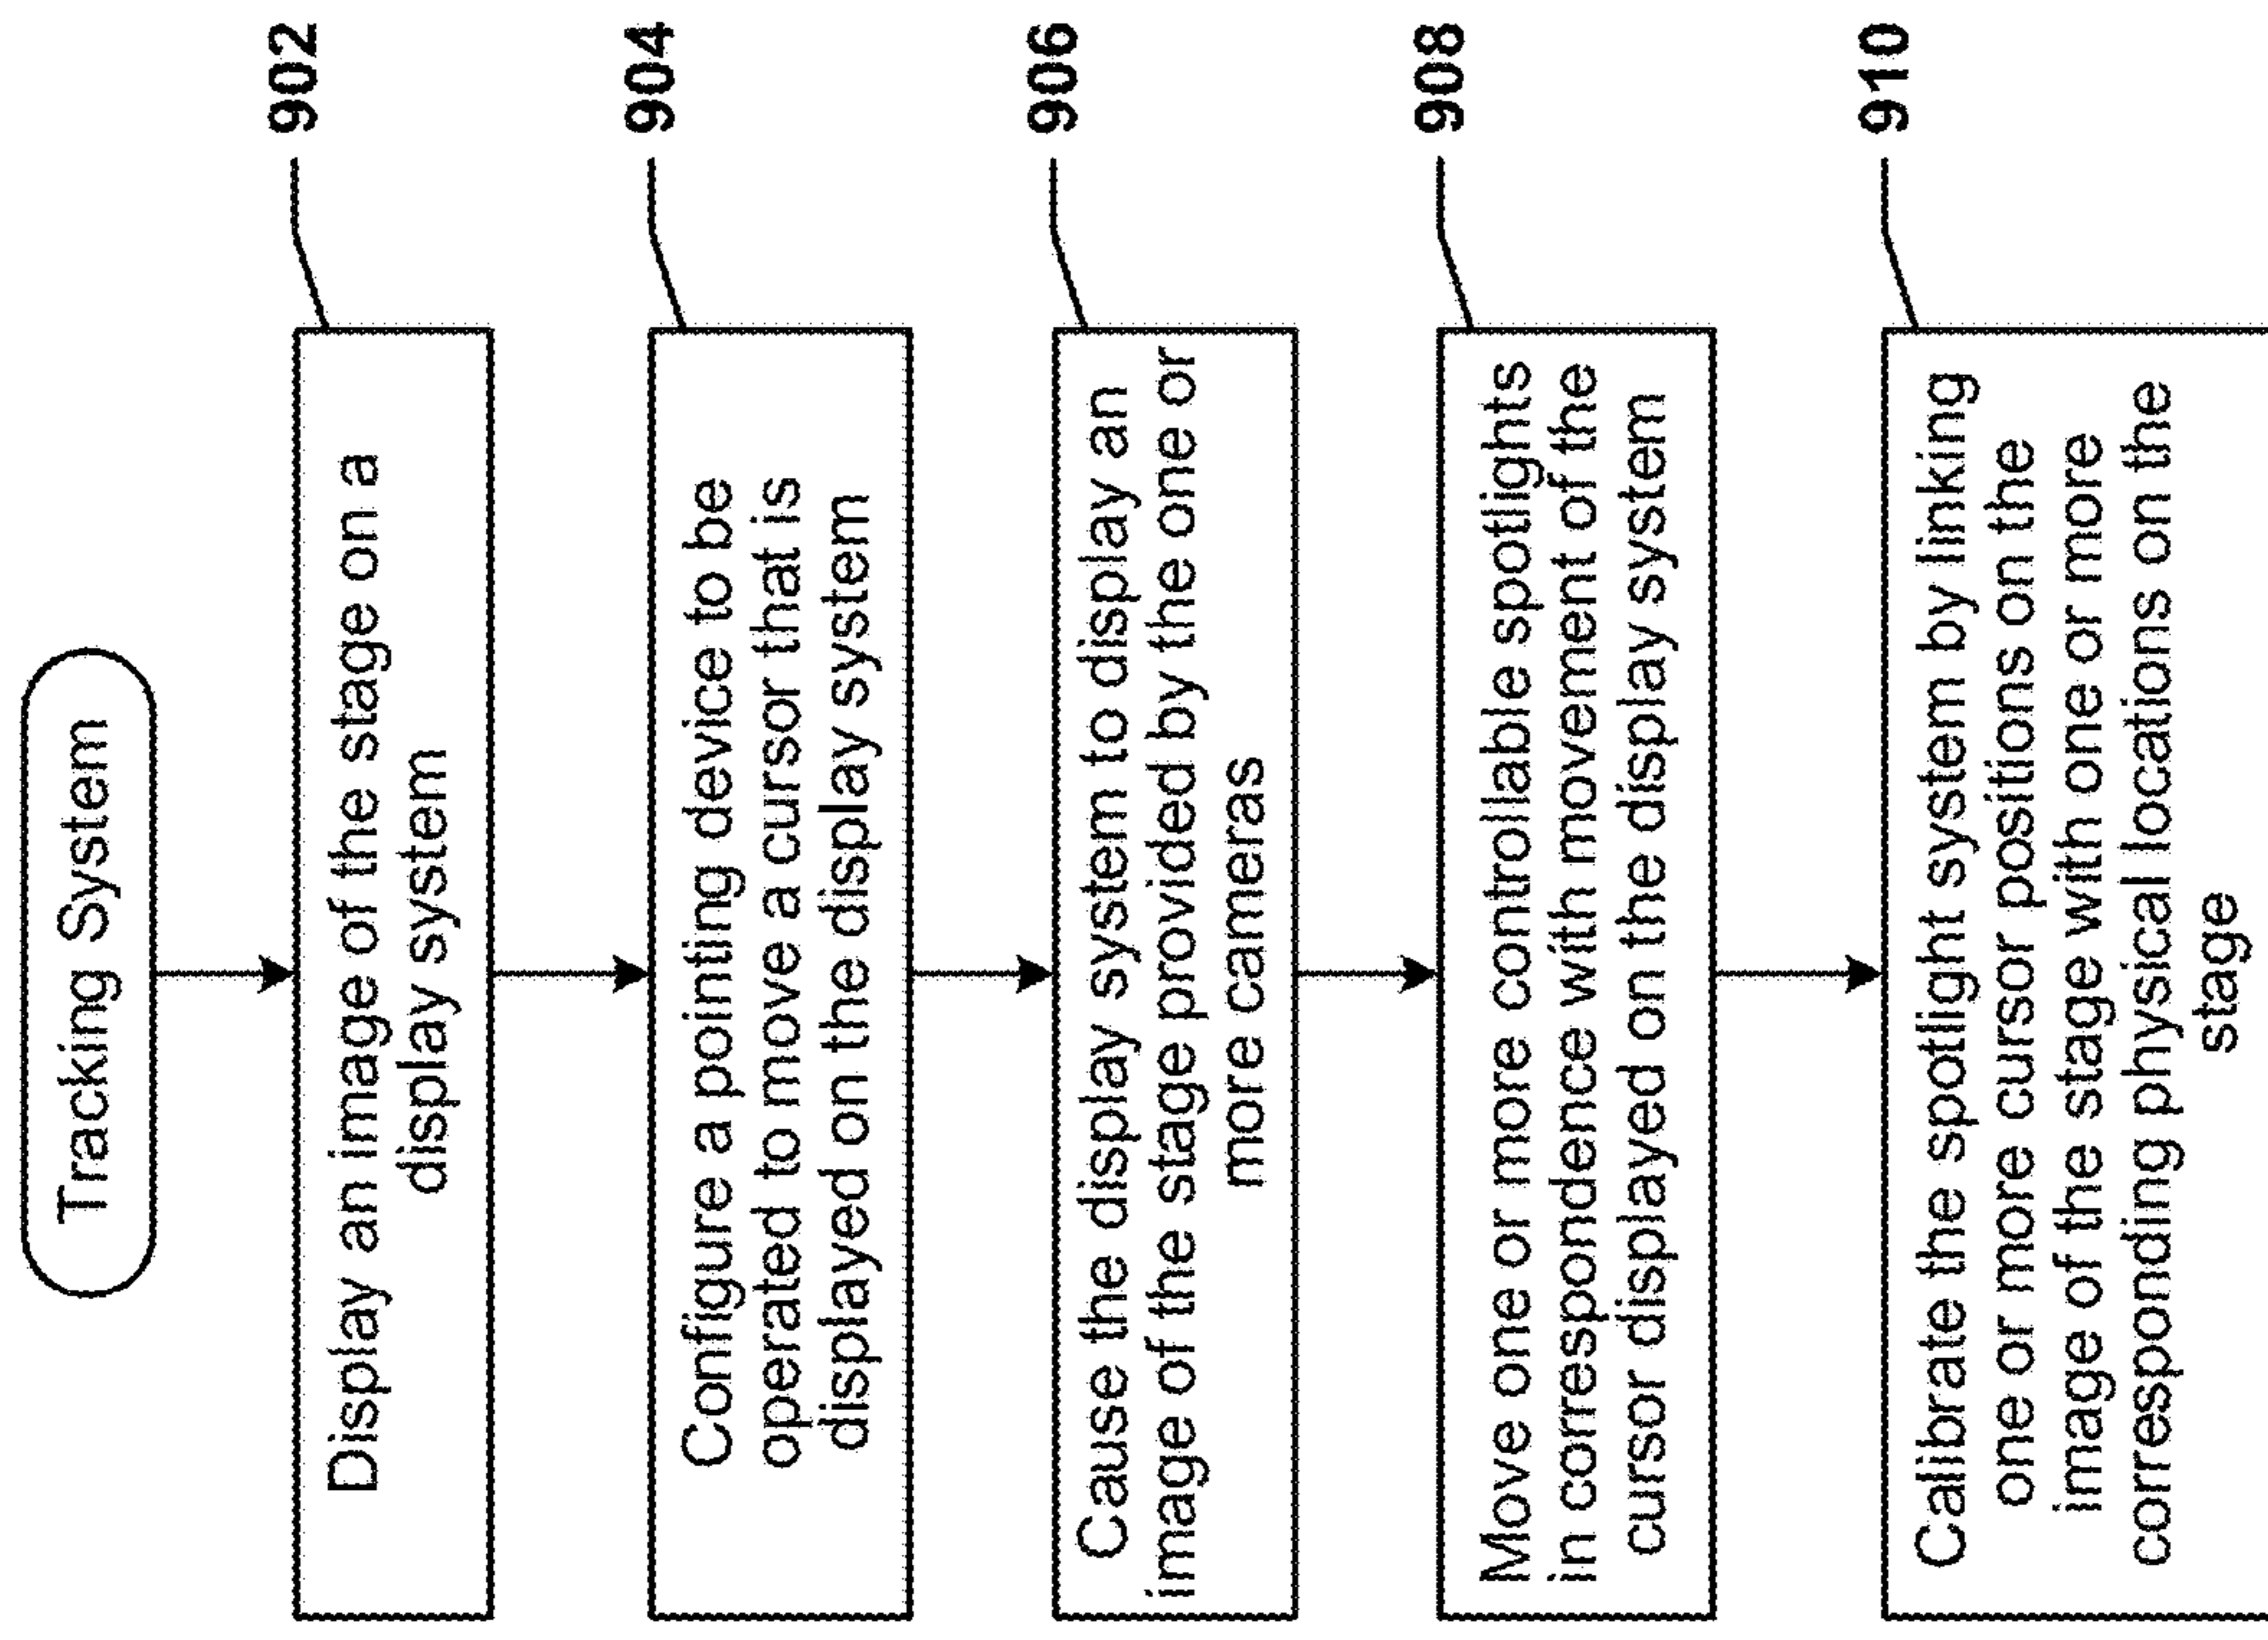 Tracking System
902
Display an image of the stage on a
display system
904
Configure a pointing device to be
operated to move a cursor that is
displayed on the display system
906
Cause the display system to display an
image of the stage provided by the one or
more cameras
908
Move one or more controllable spotlights
in correspondence with movement of the
cursor displayed on the display system
910
Calibrate the spotlight system by linking
one or more cursor positions on the
image of the stage with one or more
corresponding physical locations on the
stage